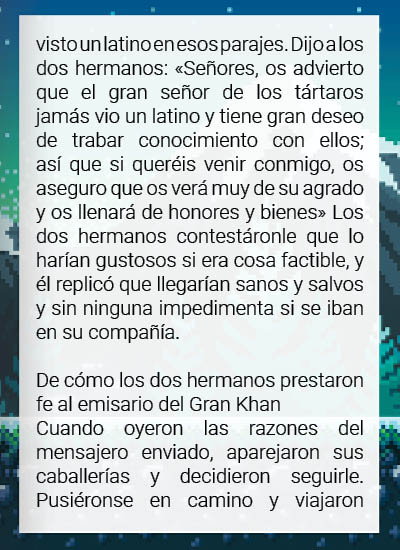 visto un latino en esos parajes. Dijo a los
dos hermanos: «Señores, os advierto
que el gran señor de los tártaros
jamás vio un latino y tiene gran deseo
de trabar conocimiento con ellos;
así que si queréis venir conmigo, os
aseguro que os verá muy de su agrado
y os llenará de honores y bienes» Los
dos hermanos contestáronle que lo
harían gustosos si era cosa factible, y
él replicó que llegarían sanos y salvos
y sin ninguna impedimenta si se iban
en su compañía.
De cómo los dos hermanos prestaron
fe al emisario del Gran Khan
Cuando oyeron las razones del
mensajero enviado, aparejaron sus
caballerías y decidieron seguirle.
Pusiéronse en camino y viajaron